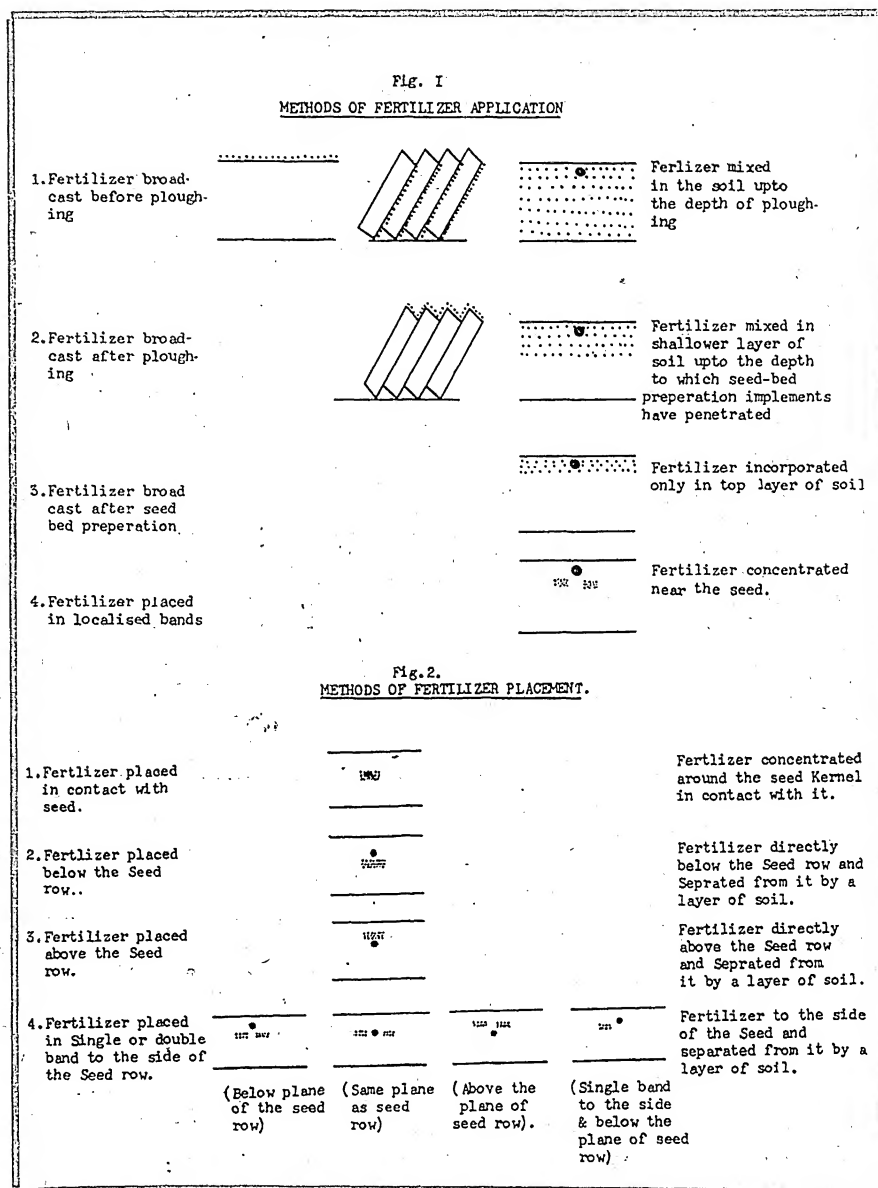 Fig. I
METHODS OF FERTILIZER APPLICATION
1.Fertilizer broad-
cast before plough-
ing
Ferlizer mixed
in the soil upto
the depth of plough-
ing
2.Fertilizer broad-
cast after plough-
ing
Fertilizer mixed in
shallower layer of
soil upto the depth
to which seed-bed
preperation implements
have penetrated
3.Fertilizer broad
cast after seed
bed preperation.
Fertilizer incorporated
only in top layer of soil
4.Fertilizer placed
in localised bands
Fertilizer concentrated
near the seed.
Fig.2.
METHODS OF FERTILIZER PLACEMENT.
1.Fertlizer placed
in contact with
seed.
Fertlizer concentrated
around the seed Kernel
in contact with it.
2.Fertlizer placed
below the Seed
row..
Fertilizer directly
below the Seed row and
Seprated from it by a
layer of soil.
3.Fertilizer placed
above the Seed
row.
Fertilizer directly
above the Seed row
and Seprated from
it by a layer of soil.
4.Fertilizer placed
in Single or double
band to the side of
the Seed row.
Fertilizer to the side
of the Seed and
separated from it by a
layer of soil.
(Below plane
of the seed
row)
(Same plane
as seed
row)
(Above the
plane of
seed row).
(Single band
to the side
& below the
plane of seed
row)